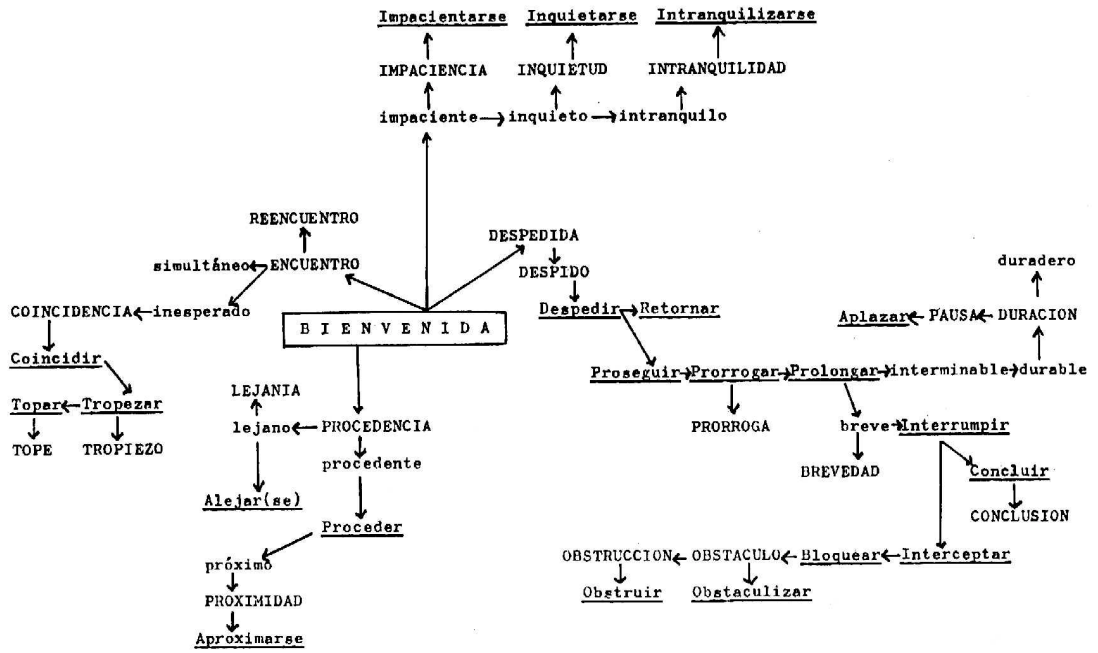 Impacientarse Inquietarse Intranquilizarse
IMPACIENCIA INQUIETUD INTRANQUILIDAD
impaciente inquieto intranquilo
REENCUENTRO
DESPEDIDA
simultáneo ENCUENTRO
DESPIDO
duradero
COINCIDENCIA inesperado
Despedir Retornar
Aplazar PAUSA DURACION
BIENVENIDA
Coincidir
Proseguir Prorrogar Prolongar interminable durable
LEJANIA
Topar Tropezar
lejano PROCEDENCIA
PRORROGA
breve Interrumpir
TOPE TROPIEZO
procedente
BREVEDAD
Concluir
Alejar(se)
CONCLUSION
Proceder
OBSTRUCCION OBSTACULO Bloquear Interceptar
próximo
Obstruir Obstaculizar
PROXIMIDAD
Aproximarse